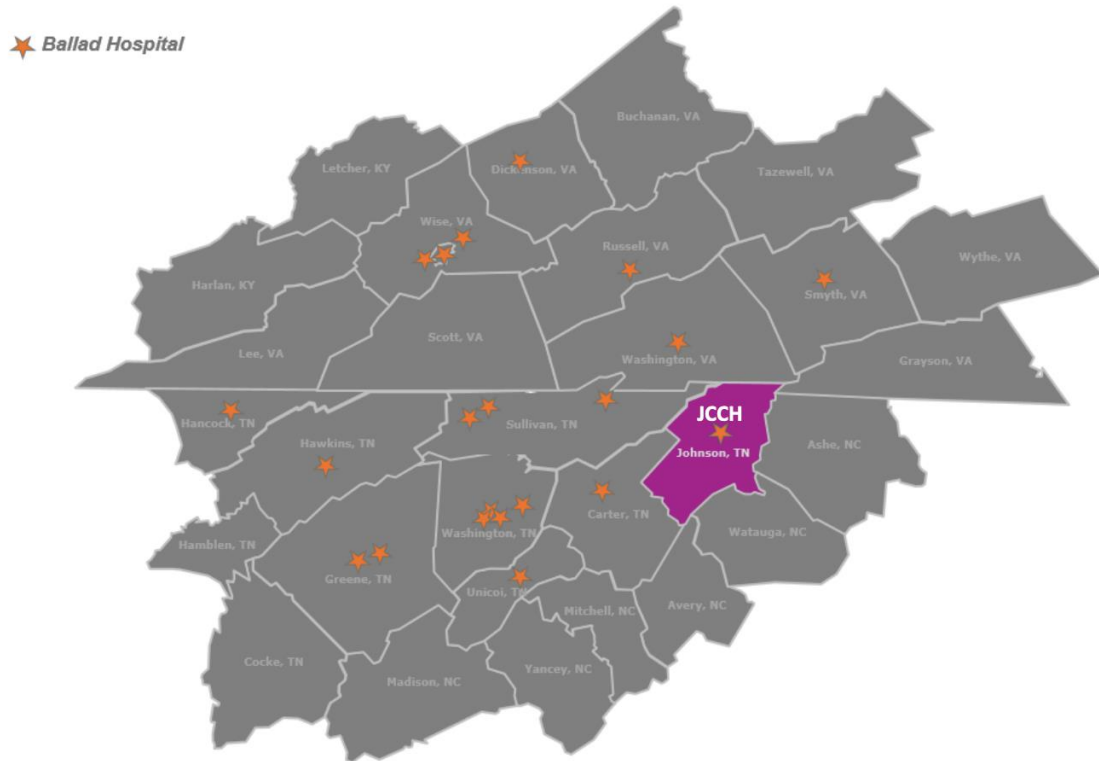 Ballad Hospital
Buchanan, VA
Letcher, KY
Dickenson, VA
Tazewell, VA
Wise, VA
Russell, VA
Wythe, VA
Harlan, KY
Smyth, VA
Scott, VA
Lee, VA
Washington, VA
Grayson, VA
JCCH
Hancock, TN
Sullivan, TN
Hawkins, TN
Johnson, TN
Ashe, NC
Carter, TN
Washington, TN
Watauga, NC
Hamblen, TN
Greene, TN
Unicoi, TN
Mitchell, NC
Avery, NC
Cocke, TN
Yancey, NC
Madison, NC